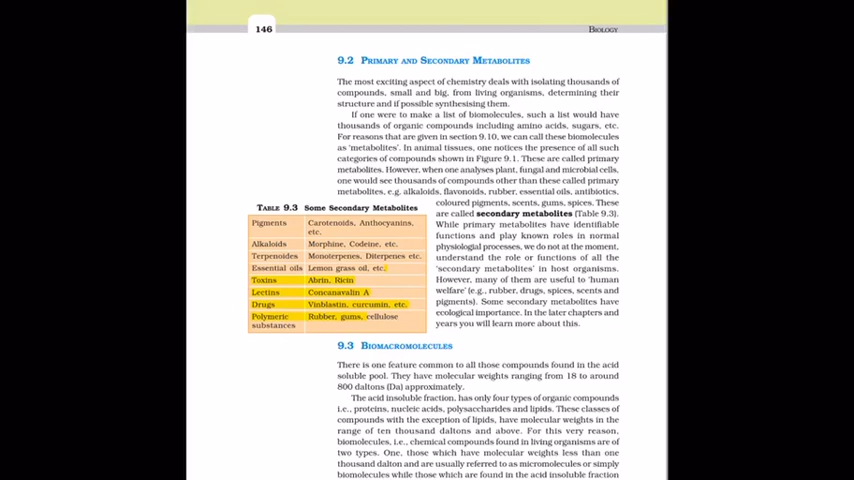 146
BIOLOGY
9.2 PRIMARY AND SECONDARY METABOLITES
The most exciting aspect of chemistry deals with isolating thousands of
compounds, small and big, from living organisms, determining their
structure and if possible synthesising them.
If one were to make a list of biomolecules, such a list would have
thousands of organic compounds including amino acids, sugars, etc.
For reasons that are given in section 9.10, we can call these biomolecules
as ‘metabolites’. In animal tissues, one notices the presence of all such
categories of compounds shown in Figure 9.1. These are called primary
metabolites. However, when one analyses plant, fungal and microbial cells,
one would see thousands of compounds other than these called primary
metabolites, e.g. alkaloids, flavonoids, rubber, essential oils, antibiotics,
coloured pigments, scents, gums, spices. These
are called secondary metabolites (Table 9.3).
While primary metabolites have identifiable
functions and play known roles in normal
physiologial processes, we do not at the moment,
understand the role or functions of all the
‘secondary metabolites’ in host organisms.
However, many of them are useful to ‘human
welfare’ (e.g., rubber, drugs, spices, scents and
pigments). Some secondary metabolites have
ecological importance. In the later chapters and
years you will learn more about this.
TABLE 9.3 Some Secondary Metabolites
Pigments Carotenoids, Anthocyanins,
etc.
Alkaloids Morphine, Codeine, etc.
Terpenoides Monoterpenes, Diterpenes etc.
Essential oils Lemon grass oil, etc.
Toxins Abrin, Ricin
Lectins Concanavalin A
Drugs Vinblastin, curcumin, etc.
Polymeric Rubber, gums, cellulose
substances
9.3 BIOMACROMOLECULES
There is one feature common to all those compounds found in the acid
soluble pool. They have molecular weights ranging from 18 to around
800 daltons (Da) approximately.
The acid insoluble fraction, has only four types of organic compounds
i.e., proteins, nucleic acids, polysaccharides and lipids. These classes of
compounds with the exception of lipids, have molecular weights in the
range of ten thousand daltons and above. For this very reason,
biomolecules, i.e., chemical compounds found in living organisms are of
two types. One, those which have molecular weights less than one
thousand dalton and are usually referred to as micromolecules or simply
biomolecules while those which are found in the acid insoluble fraction